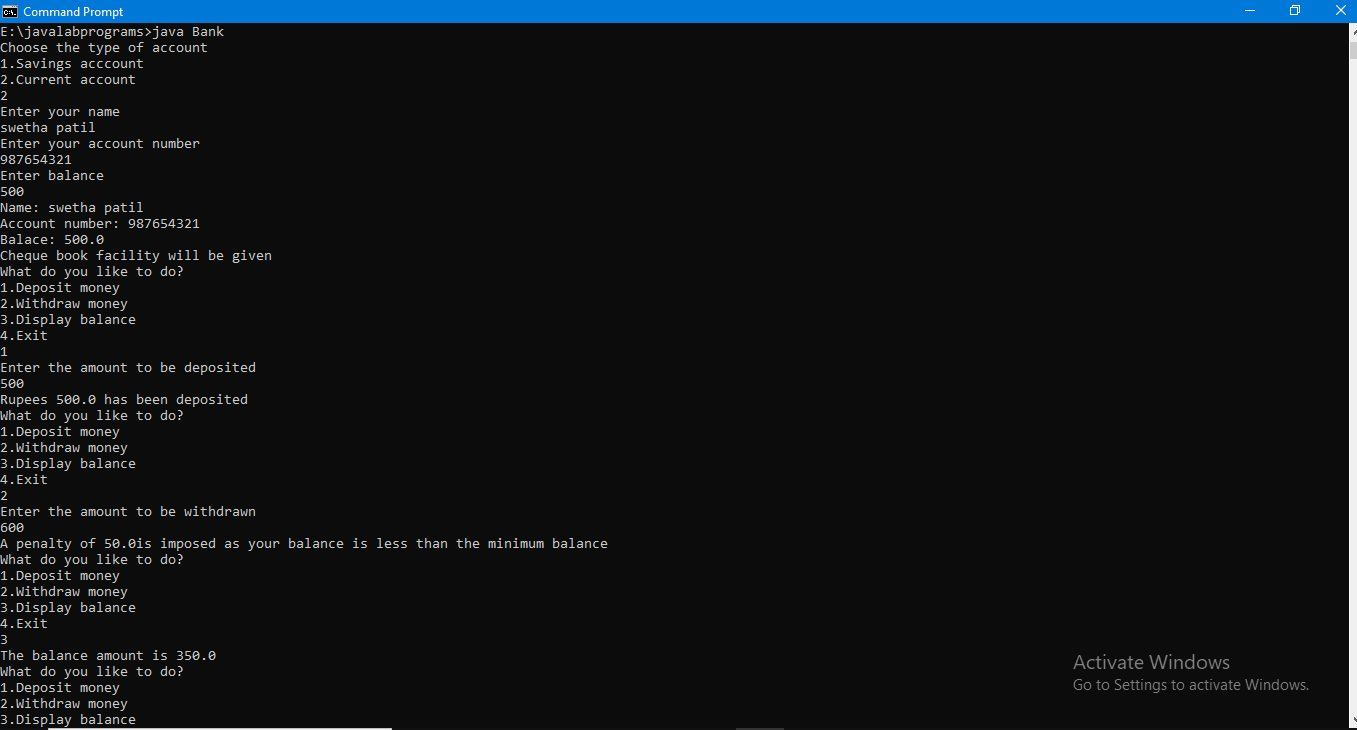 Command Prompt
E:\javalabprograms>java Bank
Choose the type of account
1.Savings acccount
2.Current account
2
Enter your name
swetha patil
Enter your account number
987654321
Enter balance
500
Name: swetha patil
Account number: 987654321
Balace: 500.0
Cheque book facility will be given
What do you like to do?
1.Deposit money
2.Withdraw money
3.Display balance
4.Exit
1
Enter the amount to be deposited
500
Rupees 500.0 has been deposited
What do you like to do?
1.Deposit money
2.Withdraw money
3.Display balance
4.Exit
2
Enter the amount to be withdrawn
600
A penalty of 50.0is imposed as your balance is less than the minimum balance
What do you like to do?
1.Deposit money
2.Withdraw money
3.Display balance
4.Exit
3
The balance amount is 350.0
What do you like to do?
1.Deposit money
2.Withdraw money
3.Display balance
Activate Windows
Go to Settings to activate Windows.